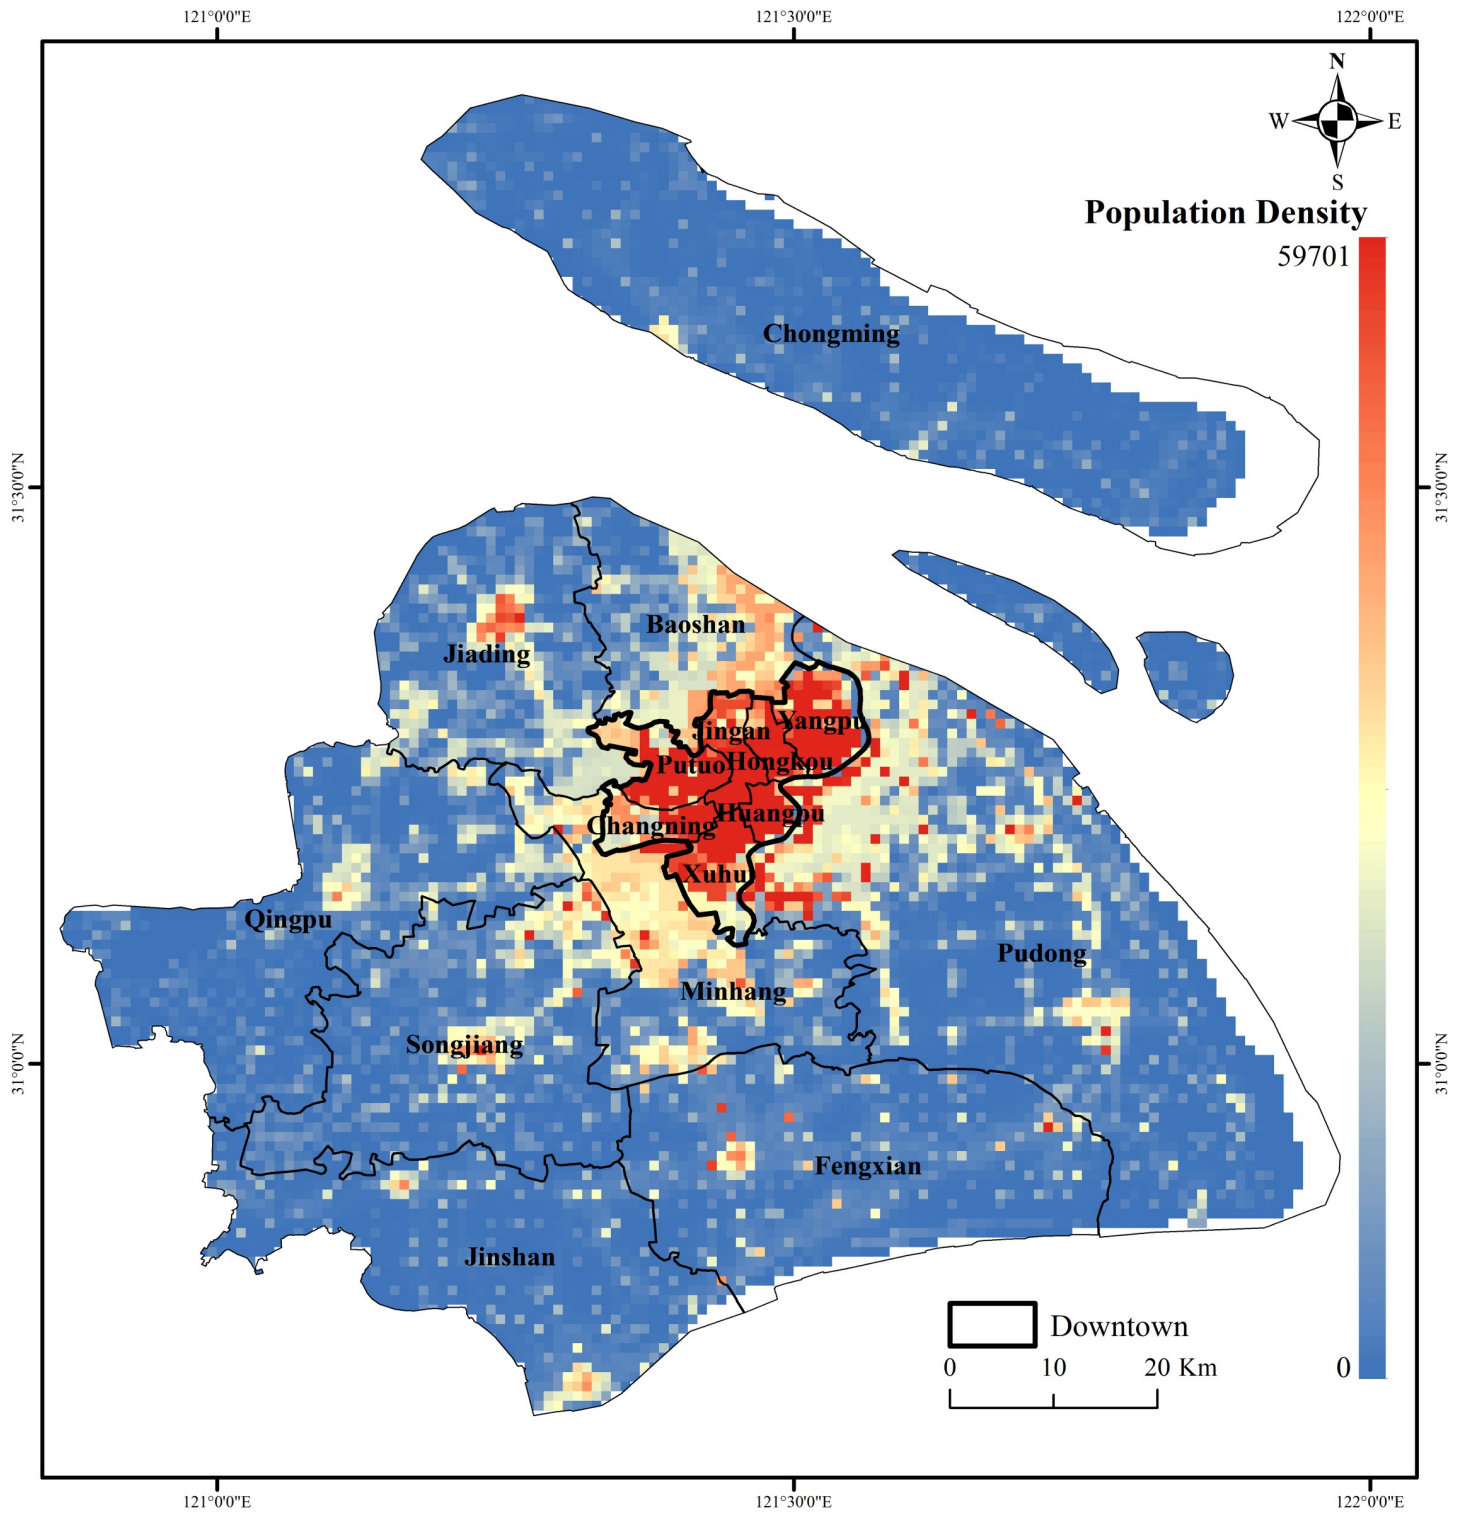 121°0'0"E
121°30'0"E
122°0'0"E
N
W
E
S
Population Density
59701
Chongming
31°30'0"N
31°30'0"N
Baoshan
Jiading
Yangpu
Jingan
Putuo
Hongkou
Huangpu
Changning
Xuhu
Qingpu
Pudong
Minhang
Songjiang
31°0'0"N
31°0'0"N
Fengxian
Jinshan
Downtown
0
10
20 Km
0
121°0'0"E
121°30'0"E
122°0'0"E